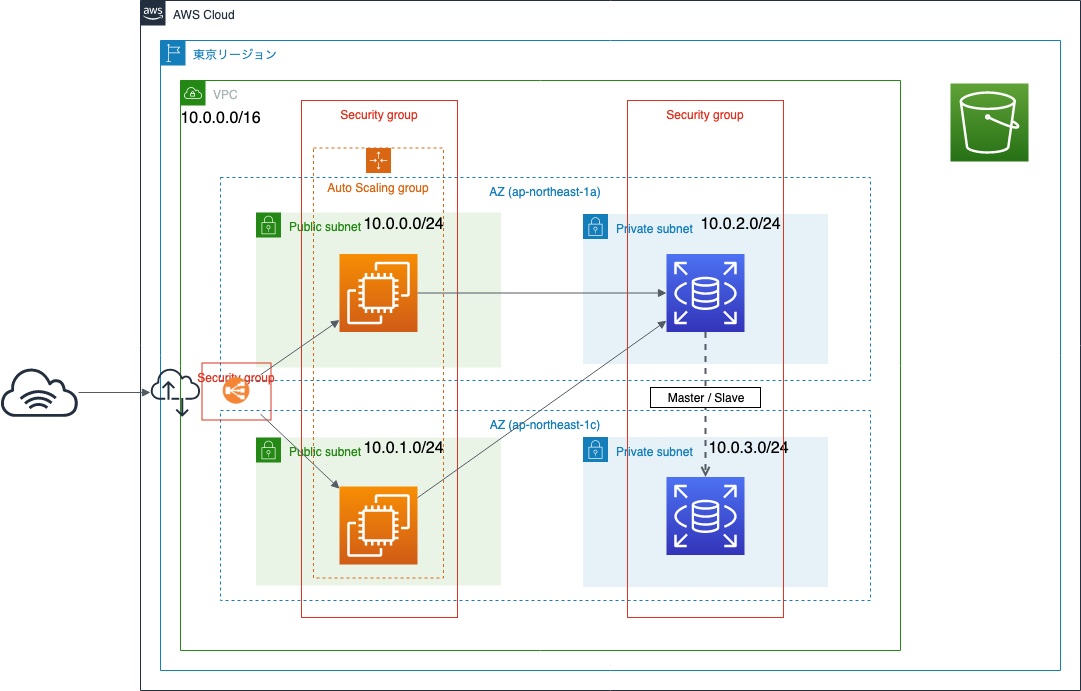 aws
AWS Cloud
東京リージョン
VPC
10.0.0.0/16
Security group
Security group
Auto Scaling group
AZ (ap-northeast-1a)
Public subnet 10.0.0.0/24
Private subnet 10.0.2.0/24
Security group
Master / Slave
AZ (ap-northeast-1c)
Public subnet 10.0.1.0/24
Private subnet 10.0.3.0/24